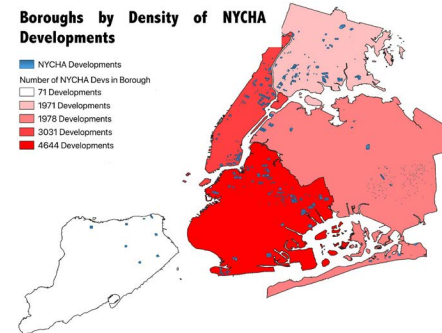 Boroughs by Density of NYCHA
Developments
NYCHA Developments
Number of NYCHA Devs in Borough
71 Developments
1971 Developments
1978 Developments
3031 Developments
4644 Developments